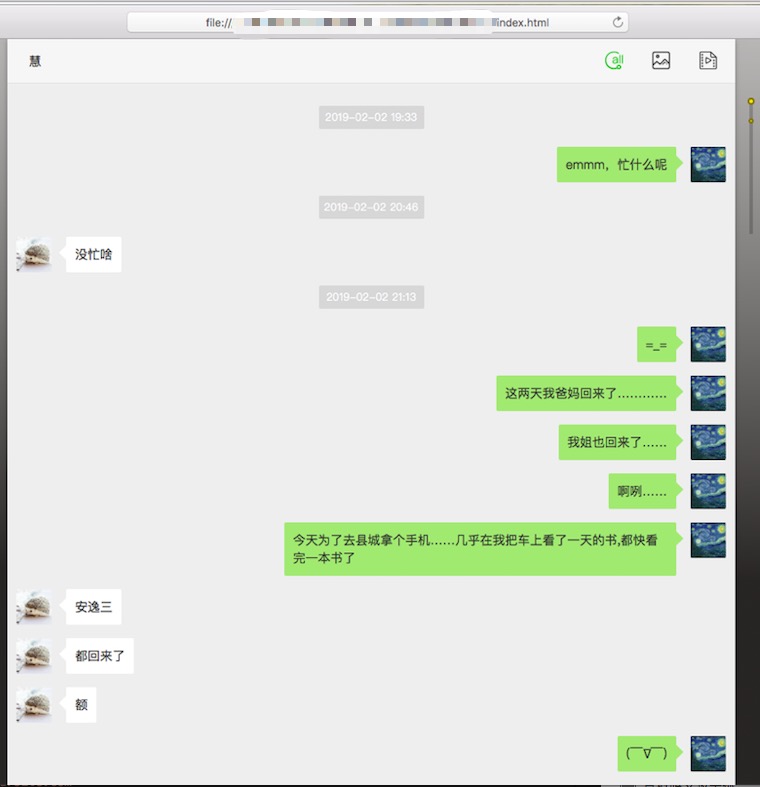 file://
index.html
慧
all
2019-02-02 19:33
emmm，忙什么呢
2019-02-02 20:46
没忙啥
2019-02-02 21:13
=_=
这两天我爸妈回来了…………
我姐也回来了……
啊咧……
今天为了去县城拿个手机……几乎在我把车上看了一天的书,都快看
完一本书了
安逸三
都回来了
额
(￣∇￣)